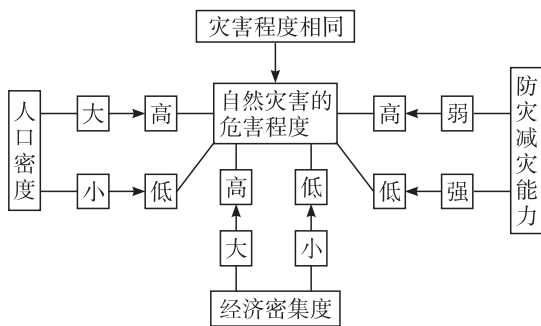 灾害程度相同
人口密度
大
高
小
低
自然灾害的
危害程度
高
弱
低
强
防灾减灾能力
高
低
大
小
经济密集度